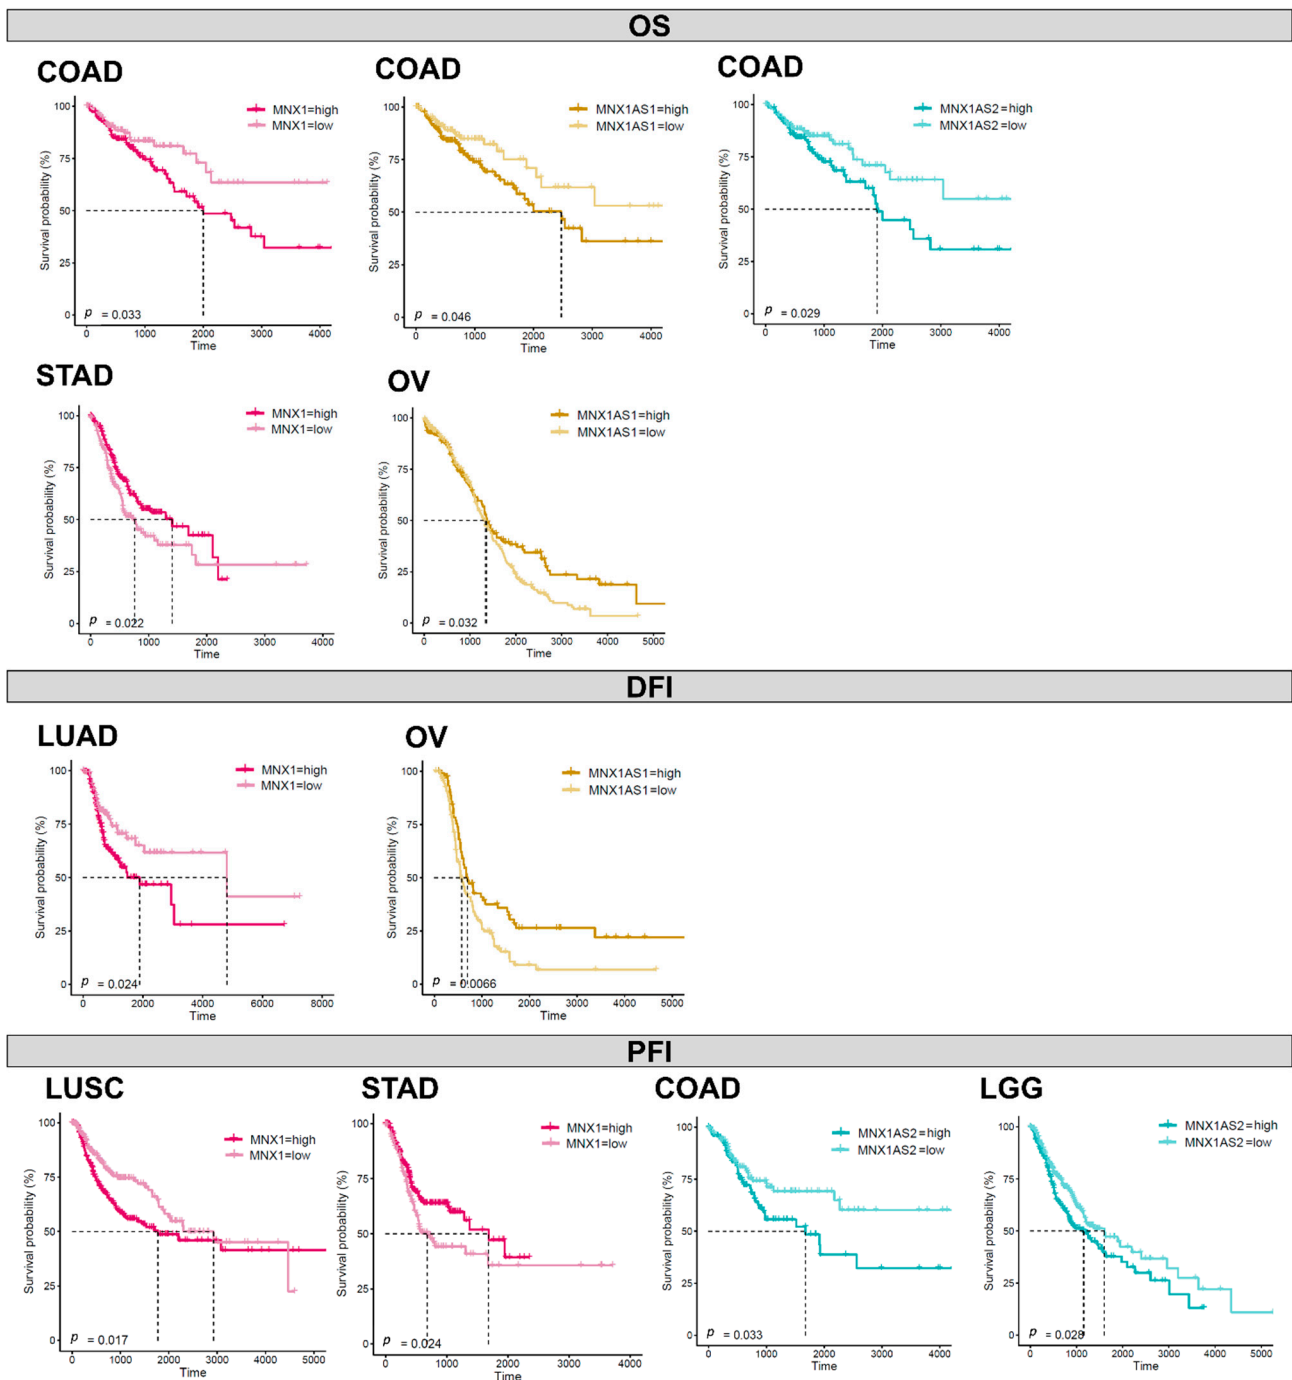 OS
COAD
MNX1=high
MNX1=low
Survival probability (%)
100
75
50
25
0
p = 0.033
0 1000 2000 3000 4000
Time
COAD
MNX1AS1=high
MNX1AS1=low
Survival probability (%)
100
75
50
25
0
p = 0.046
0 1000 2000 3000 4000
Time
COAD
MNX1AS2=high
MNX1AS2=low
Survival probability (%)
100
75
50
25
0
p = 0.029
0 1000 2000 3000 4000
Time
STAD
MNX1=high
MNX1=low
Survival probability (%)
100
75
50
25
0
p = 0.022
0 1000 2000 3000 4000
Time
OV
MNX1AS1=high
MNX1AS1=low
Survival probability (%)
100
75
50
25
0
p = 0.032
0 1000 2000 3000 4000 5000
Time
DFI
LUAD
MNX1=high
MNX1=low
Survival probability (%)
100
75
50
25
0
p = 0.024
0 2000 4000 6000 8000
Time
OV
MNX1AS1=high
MNX1AS1=low
Survival probability (%)
100
75
50
25
0
p = 0.0066
0 1000 2000 3000 4000 5000
Time
PFI
LUSC
MNX1=high
MNX1=low
Survival probability (%)
100
75
50
25
0
p = 0.017
0 1000 2000 3000 4000 5000
Time
STAD
MNX1=high
MNX1=low
Survival probability (%)
100
75
50
25
0
p = 0.024
0 1000 2000 3000 4000
Time
COAD
MNX1AS2=high
MNX1AS2=low
Survival probability (%)
100
75
50
25
0
p = 0.033
0 1000 2000 3000 4000
Time
LGG
MNX1AS2=high
MNX1AS2=low
Survival probability (%)
100
75
50
25
0
p = 0.028
0 1000 2000 3000 4000 5000
Time